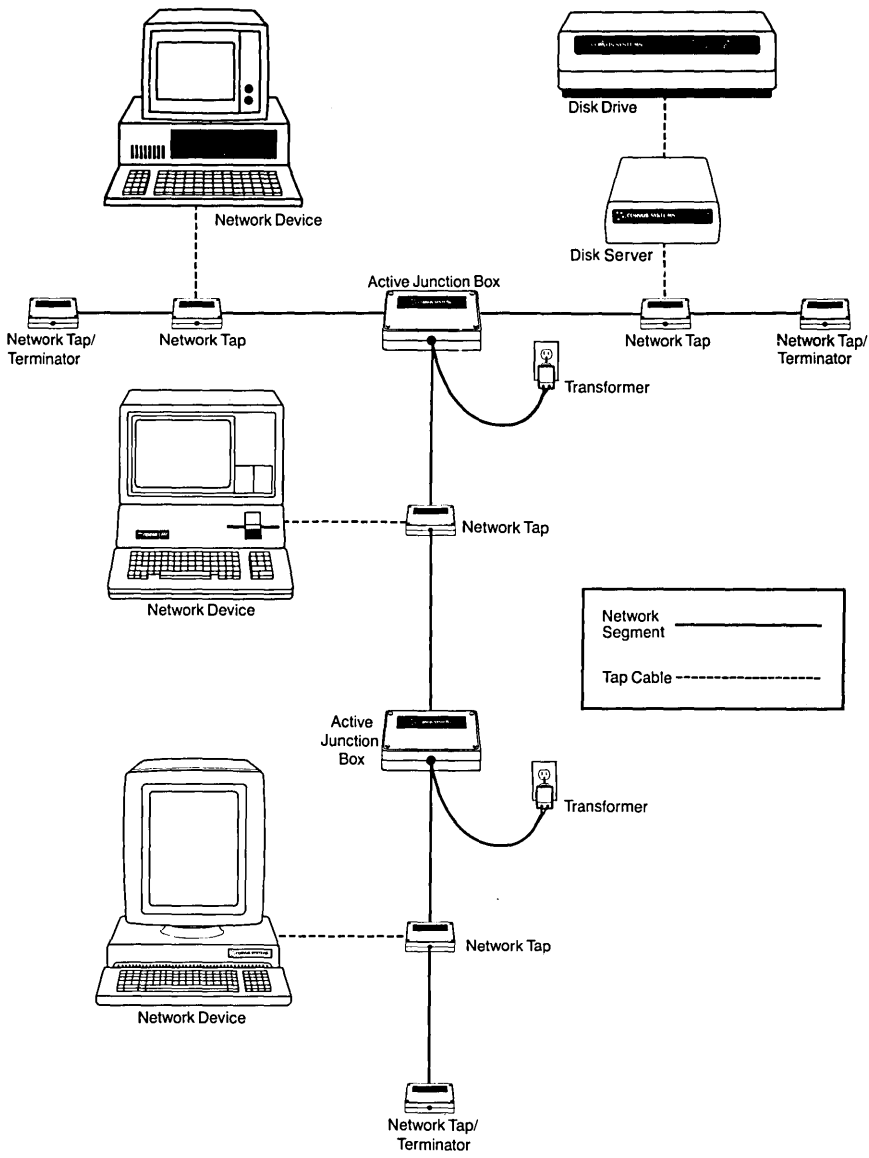 Disk Drive
Network Device
Disk Server
Active Junction Box
Network Tap/
Terminator
Network Tap
Network Tap
Network Tap/
Terminator
Transformer
Network Tap
Network Device
Network
Segment
Tap Cable
Active
Junction
Box
Transformer
Network Tap
Network Device
Network Tap/
Terminator